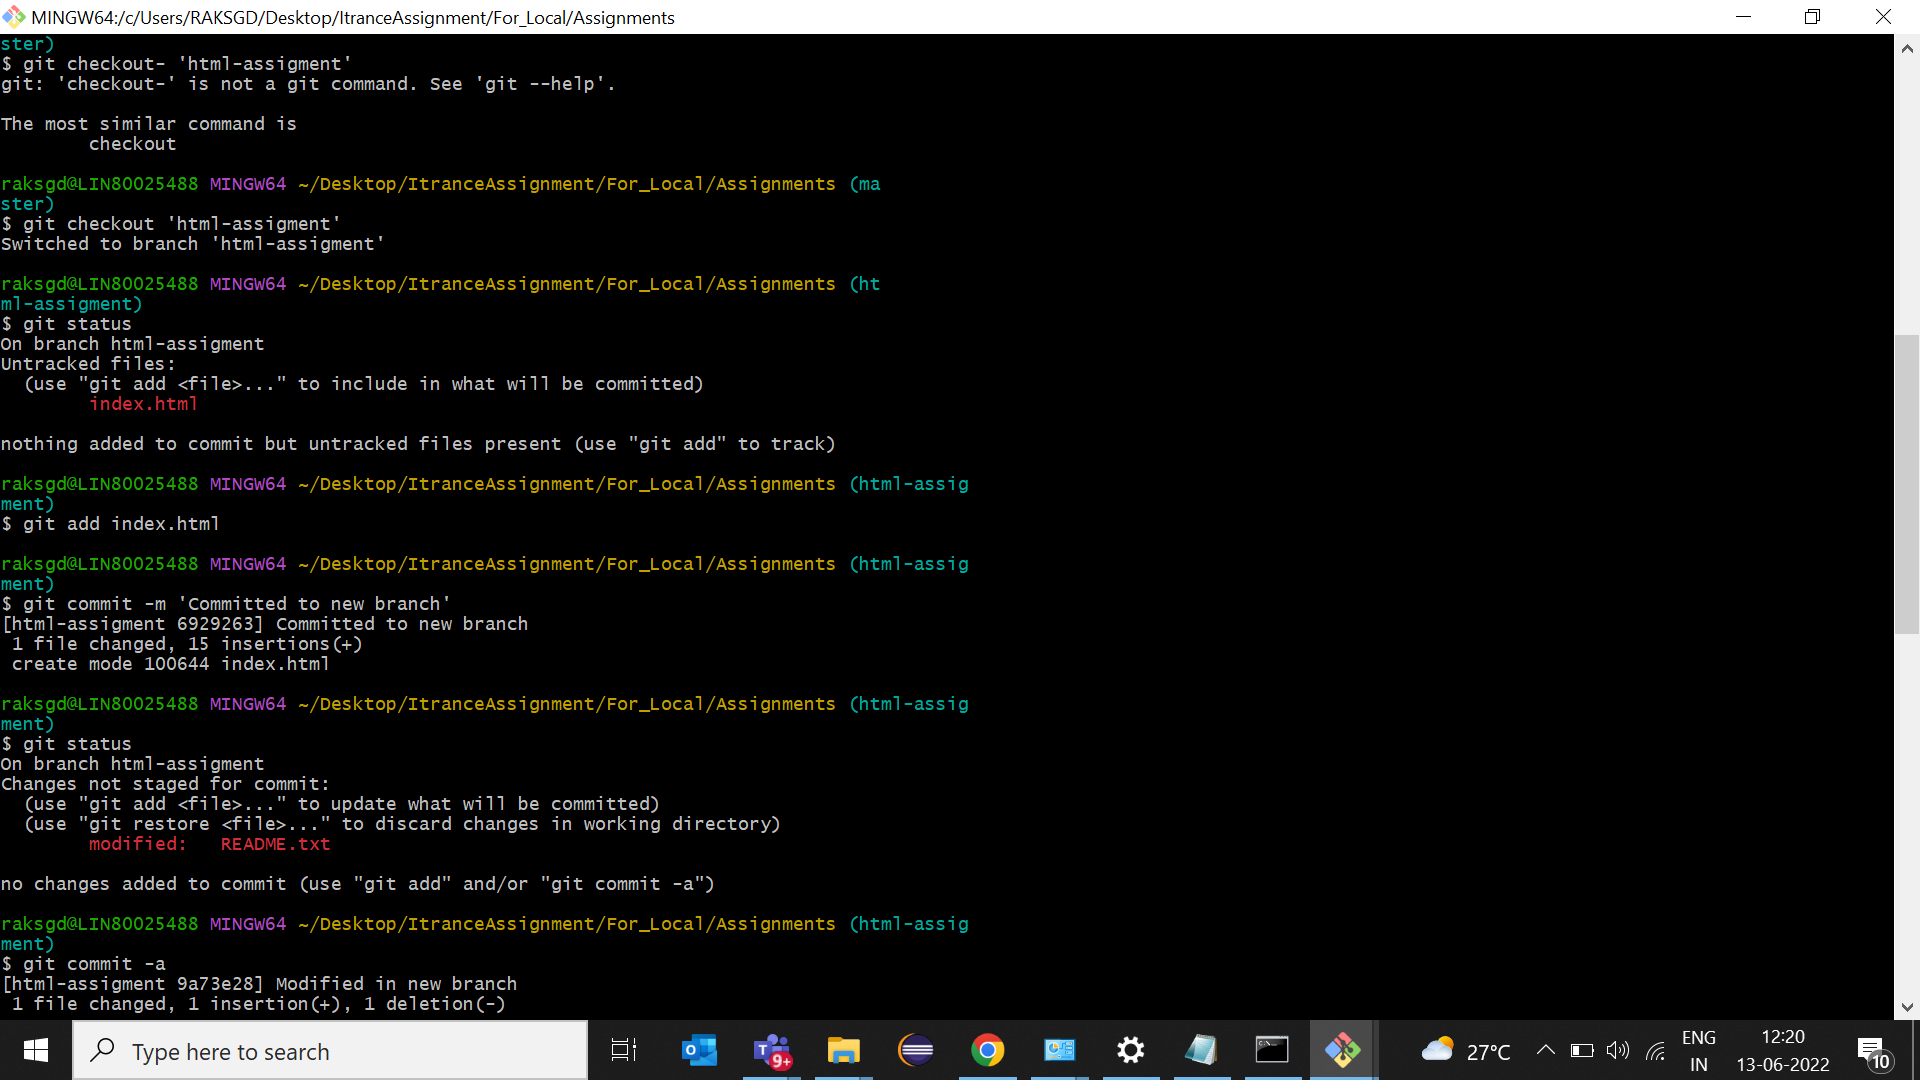 MINGW64:/c/Users/RAKSGD/Desktop/ItranceAssignment/For_Local/Assignments
ster)
$ git checkout- 'html-assigment'
git: 'checkout-' is not a git command. See 'git --help'.
The most similar command is
checkout
raksgd@LIN80025488 MINGW64 ~/Desktop/ItranceAssignment/For_Local/Assignments (ma
ster)
$ git checkout 'html-assigment'
Switched to branch 'html-assigment'
raksgd@LIN80025488 MINGW64 ~/Desktop/ItranceAssignment/For_Local/Assignments (ht
ml-assigment)
$ git status
On branch html-assigment
Untracked files:
(use "git add <file>..." to include in what will be committed)
index.html
nothing added to commit but untracked files present (use "git add" to track)
raksgd@LIN80025488 MINGW64 ~/Desktop/ItranceAssignment/For_Local/Assignments (html-assig
ment)
$ git add index.html
raksgd@LIN80025488 MINGW64 ~/Desktop/ItranceAssignment/For_Local/Assignments (html-assig
ment)
$ git commit -m 'Committed to new branch'
[html-assigment 6929263] Committed to new branch
1 file changed, 15 insertions(+)
create mode 100644 index.html
raksgd@LIN80025488 MINGW64 ~/Desktop/ItranceAssignment/For_Local/Assignments (html-assig
ment)
$ git status
On branch html-assigment
Changes not staged for commit:
(use "git add <file>..." to update what will be committed)
(use "git restore <file>..." to discard changes in working directory)
modified:   README.txt
no changes added to commit (use "git add" and/or "git commit -a")
raksgd@LIN80025488 MINGW64 ~/Desktop/ItranceAssignment/For_Local/Assignments (html-assig
ment)
$ git commit -a
[html-assigment 9a73e28] Modified in new branch
1 file changed, 1 insertion(+), 1 deletion(-)
Type here to search
9+
27°C
ENG
IN
12:20
13-06-2022
10